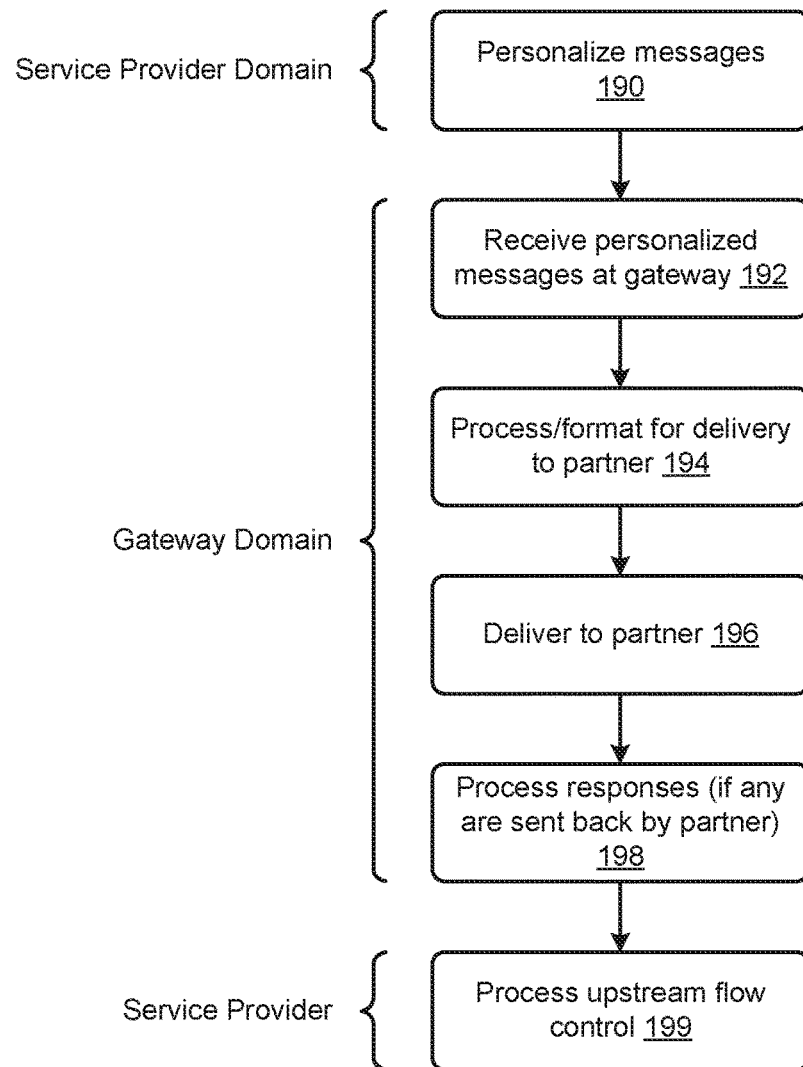 Service Provider Domain
Personalize messages
190
Receive personalized
messages at gateway 192
Process/format for delivery
to partner 194
Gateway Domain
Deliver to partner 196
Process responses (if any
are sent back by partner)
198
Service Provider
Process upstream flow
control 199